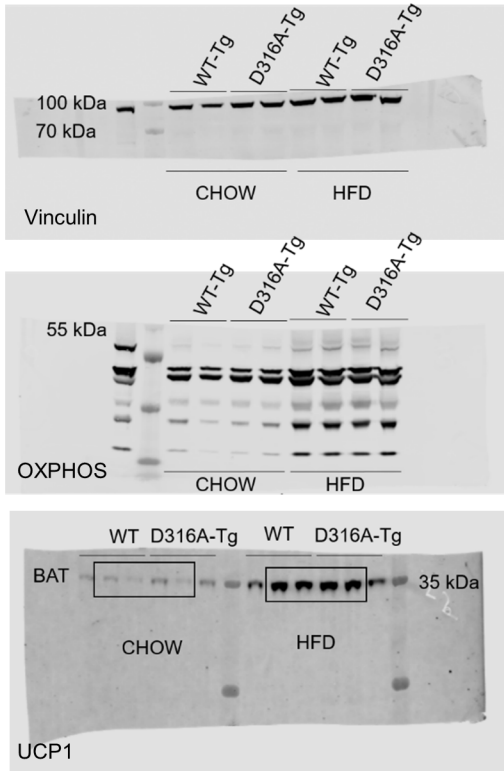 WT-Tg D316A-Tg WT-Tg D316A-Tg
100 kDa
70 kDa
CHOW HFD
Vinculin
WT-Tg D316A-Tg WT-Tg D316A-Tg
55 kDa
OXPHOS
CHOW HFD
WT D316A-Tg WT D316A-Tg
BAT 35 kDa
CHOW HFD
UCP1